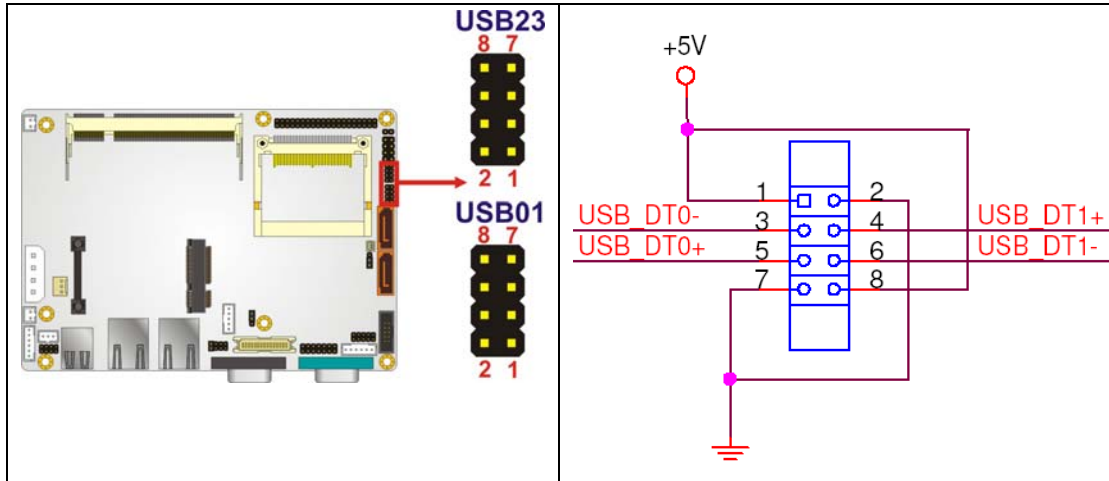 USB23
8 7
2 1
USB01
8 7
2 1
+5V
1 2
USB_DT0- 3 4 USB_DT1+
USB_DT0+ 5 6 USB_DT1-
7 8